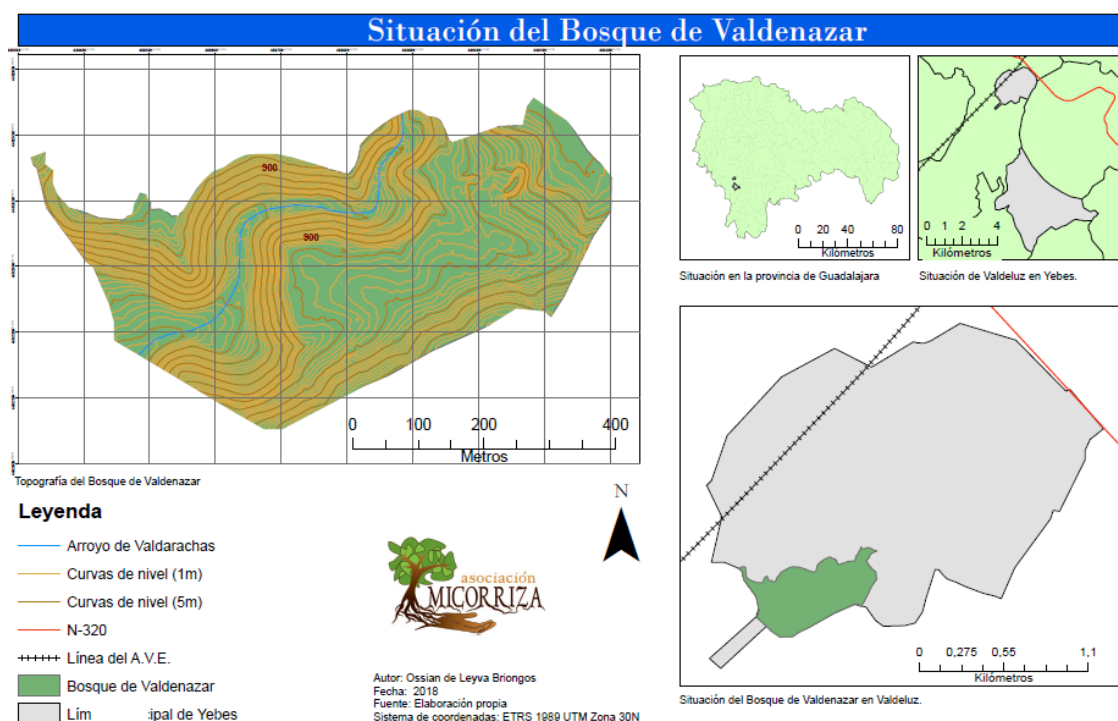 Situación del Bosque de Valdenazar
900
900
0 100 200 400
Metros
Topografía del Bosque de Valdenazar
0 20 40 80
Kilómetros
Situación en la provincia de Guadalajara
0 1 2 4
Kilómetros
Situación de Valdeluz en Yebes.
0 0,275 0,55 1,1
Kilómetros
Situación del Bosque de Valdenazar en Valdeluz.
N
Leyenda
Arroyo de Valdarachas
Curvas de nivel (1m)
Curvas de nivel (5m)
N-320
Línea del A.V.E.
Bosque de Valdenazar
Lím cipal de Yebes
asociación
MICORRIZA
Autor: Ossian de Leyva Briongos
Fecha: 2018
Fuente: Elaboración propia
Sistema de coordenadas: ETRS 1989 UTM Zona 30N